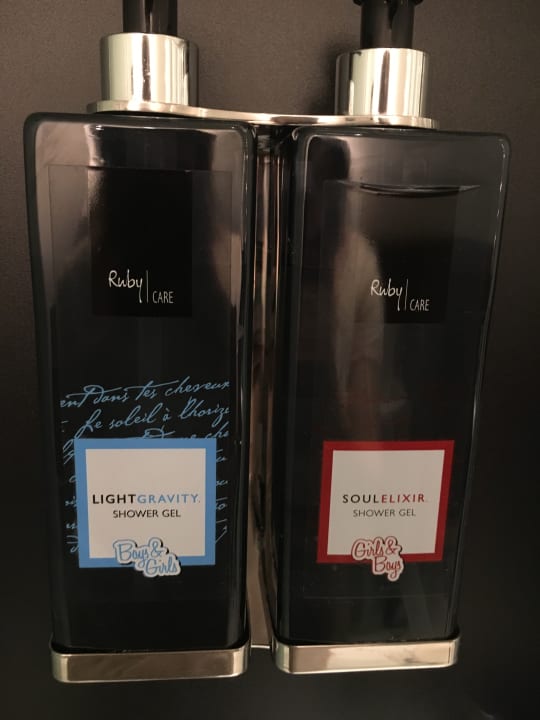 Ruby CARE
ent Dans tes cheveux
Le soleil à l'horiz
LIGHTGRAVITY
SHOWER GEL
Boys &
Girls
Ruby CARE
SOULELIXIR
SHOWER GEL
Girls &
Boys